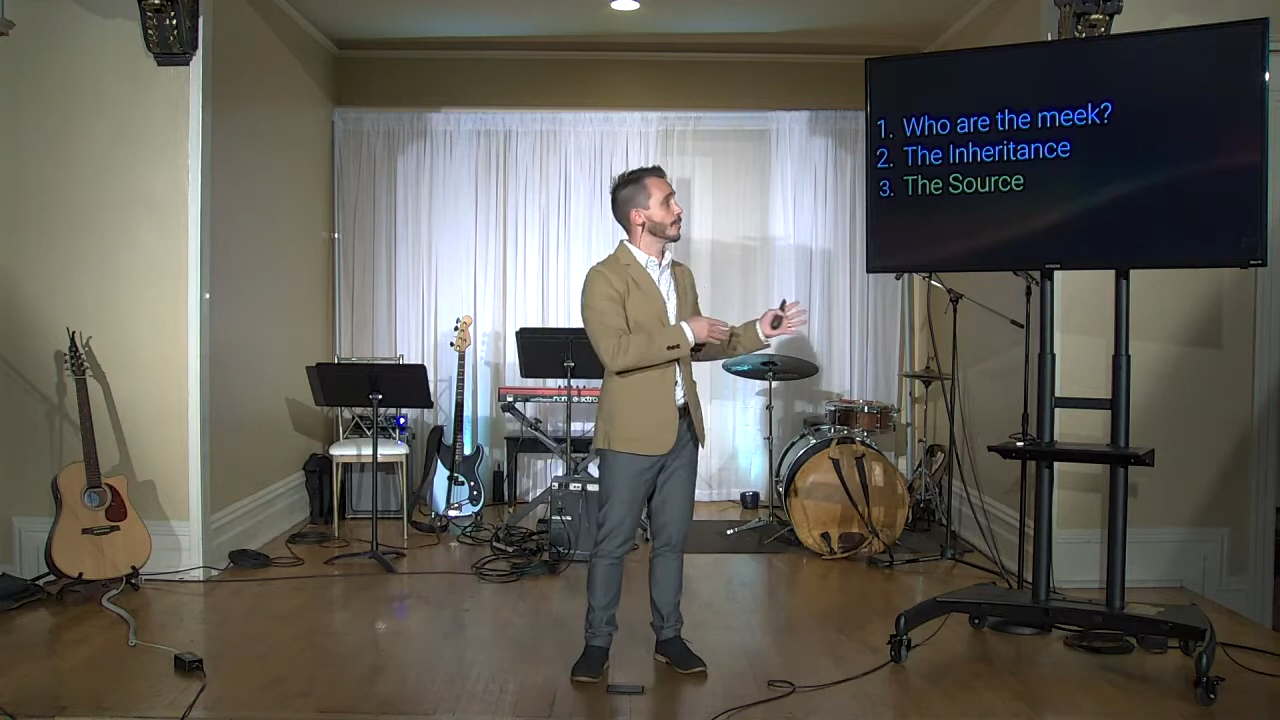 1. Who are the meek?
2. The Inheritance
3. The Source